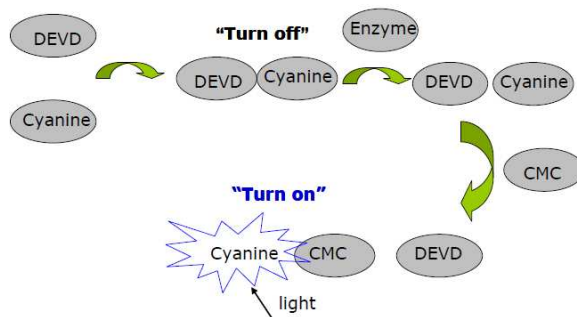 DEVD
Cyanine
“Turn off”
DEVD
Cyanine
Enzyme
DEVD
Cyanine
CMC
“Turn on”
Cyanine
CMC
DEVD
light